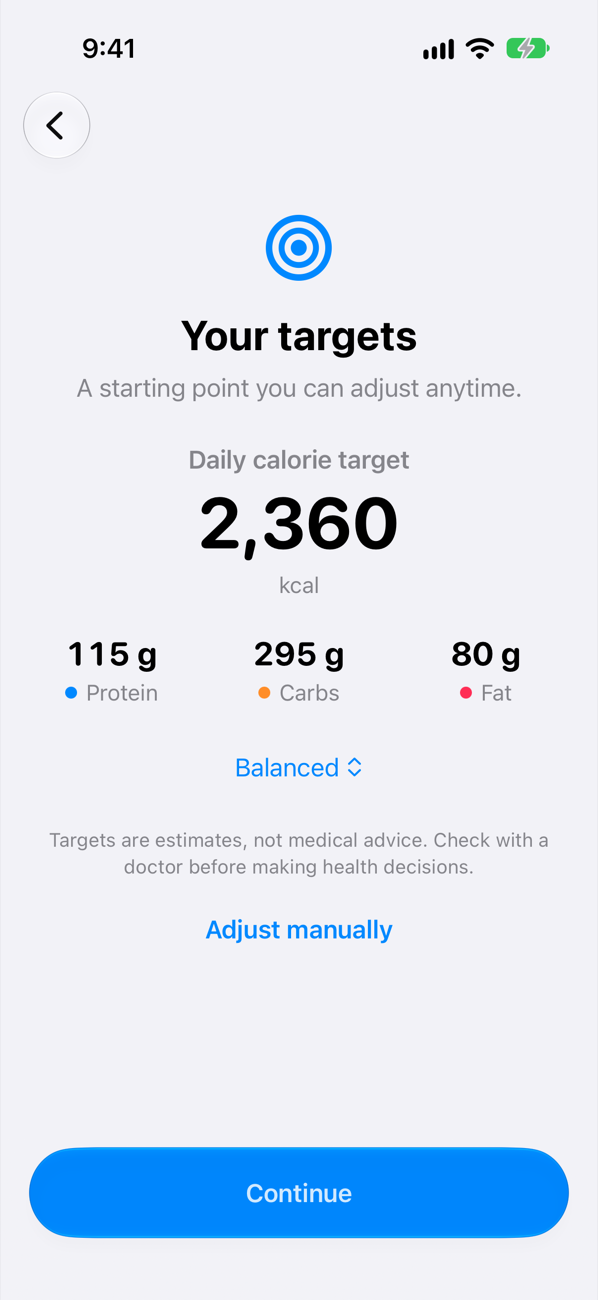 9:41
Your targets
A starting point you can adjust anytime.
Daily calorie target
2,360
kcal
115 g 295 g 80 g
Protein Carbs Fat
Balanced
Targets are estimates, not medical advice. Check with a
doctor before making health decisions.
Adjust manually
Continue